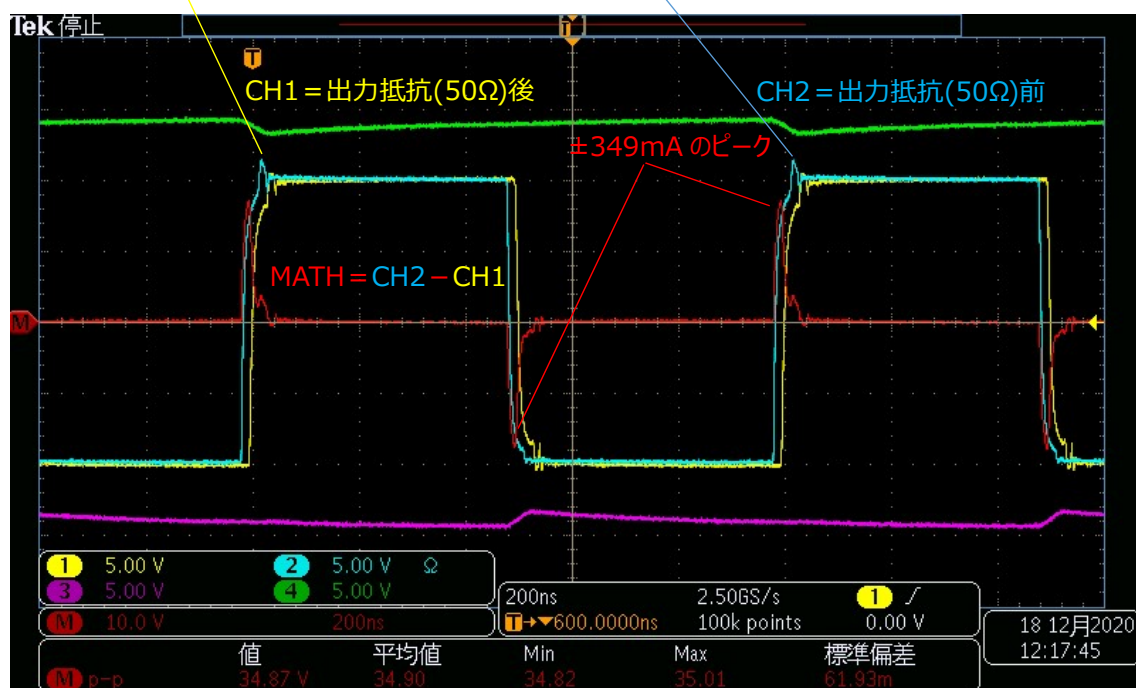 Tek 停止
T
T
CH1＝出力抵抗(50Ω)後
CH2＝出力抵抗(50Ω)前
±349mA のピーク
MATH＝CH2－CH1
M
1 5.00 V 2 5.00 V Ω
3 5.00 V 4 5.00 V
M 10.0 V 200ns
200ns 2.50GS/s 1 /
T→▼600.0000ns 100k points 0.00 V
18 12月2020
12:17:45
値 平均値 Min Max 標準偏差
M p-p 34.87 V 34.90 34.82 35.01 61.93m